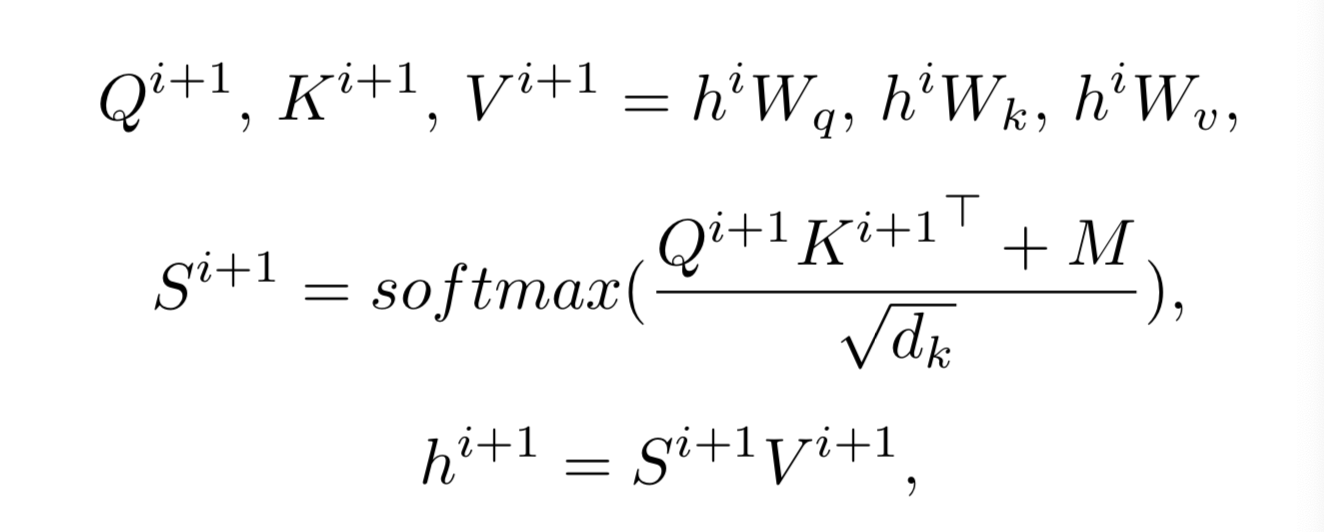 Q^{i+1}, K^{i+1}, V^{i+1} = h^i W_q, h^i W_k, h^i W_v,
S^{i+1} = softmax(\frac{Q^{i+1} {K^{i+1}}^\top + M}{\sqrt{d_k}}),
h^{i+1} = S^{i+1} V^{i+1},